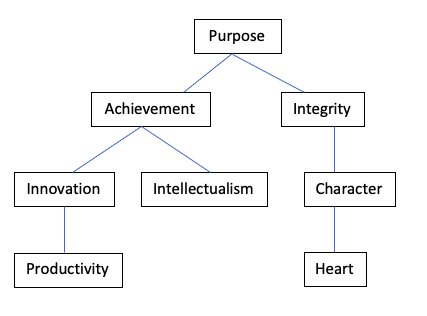 Purpose
Achievement
Integrity
Innovation
Intellectualism
Character
Productivity
Heart